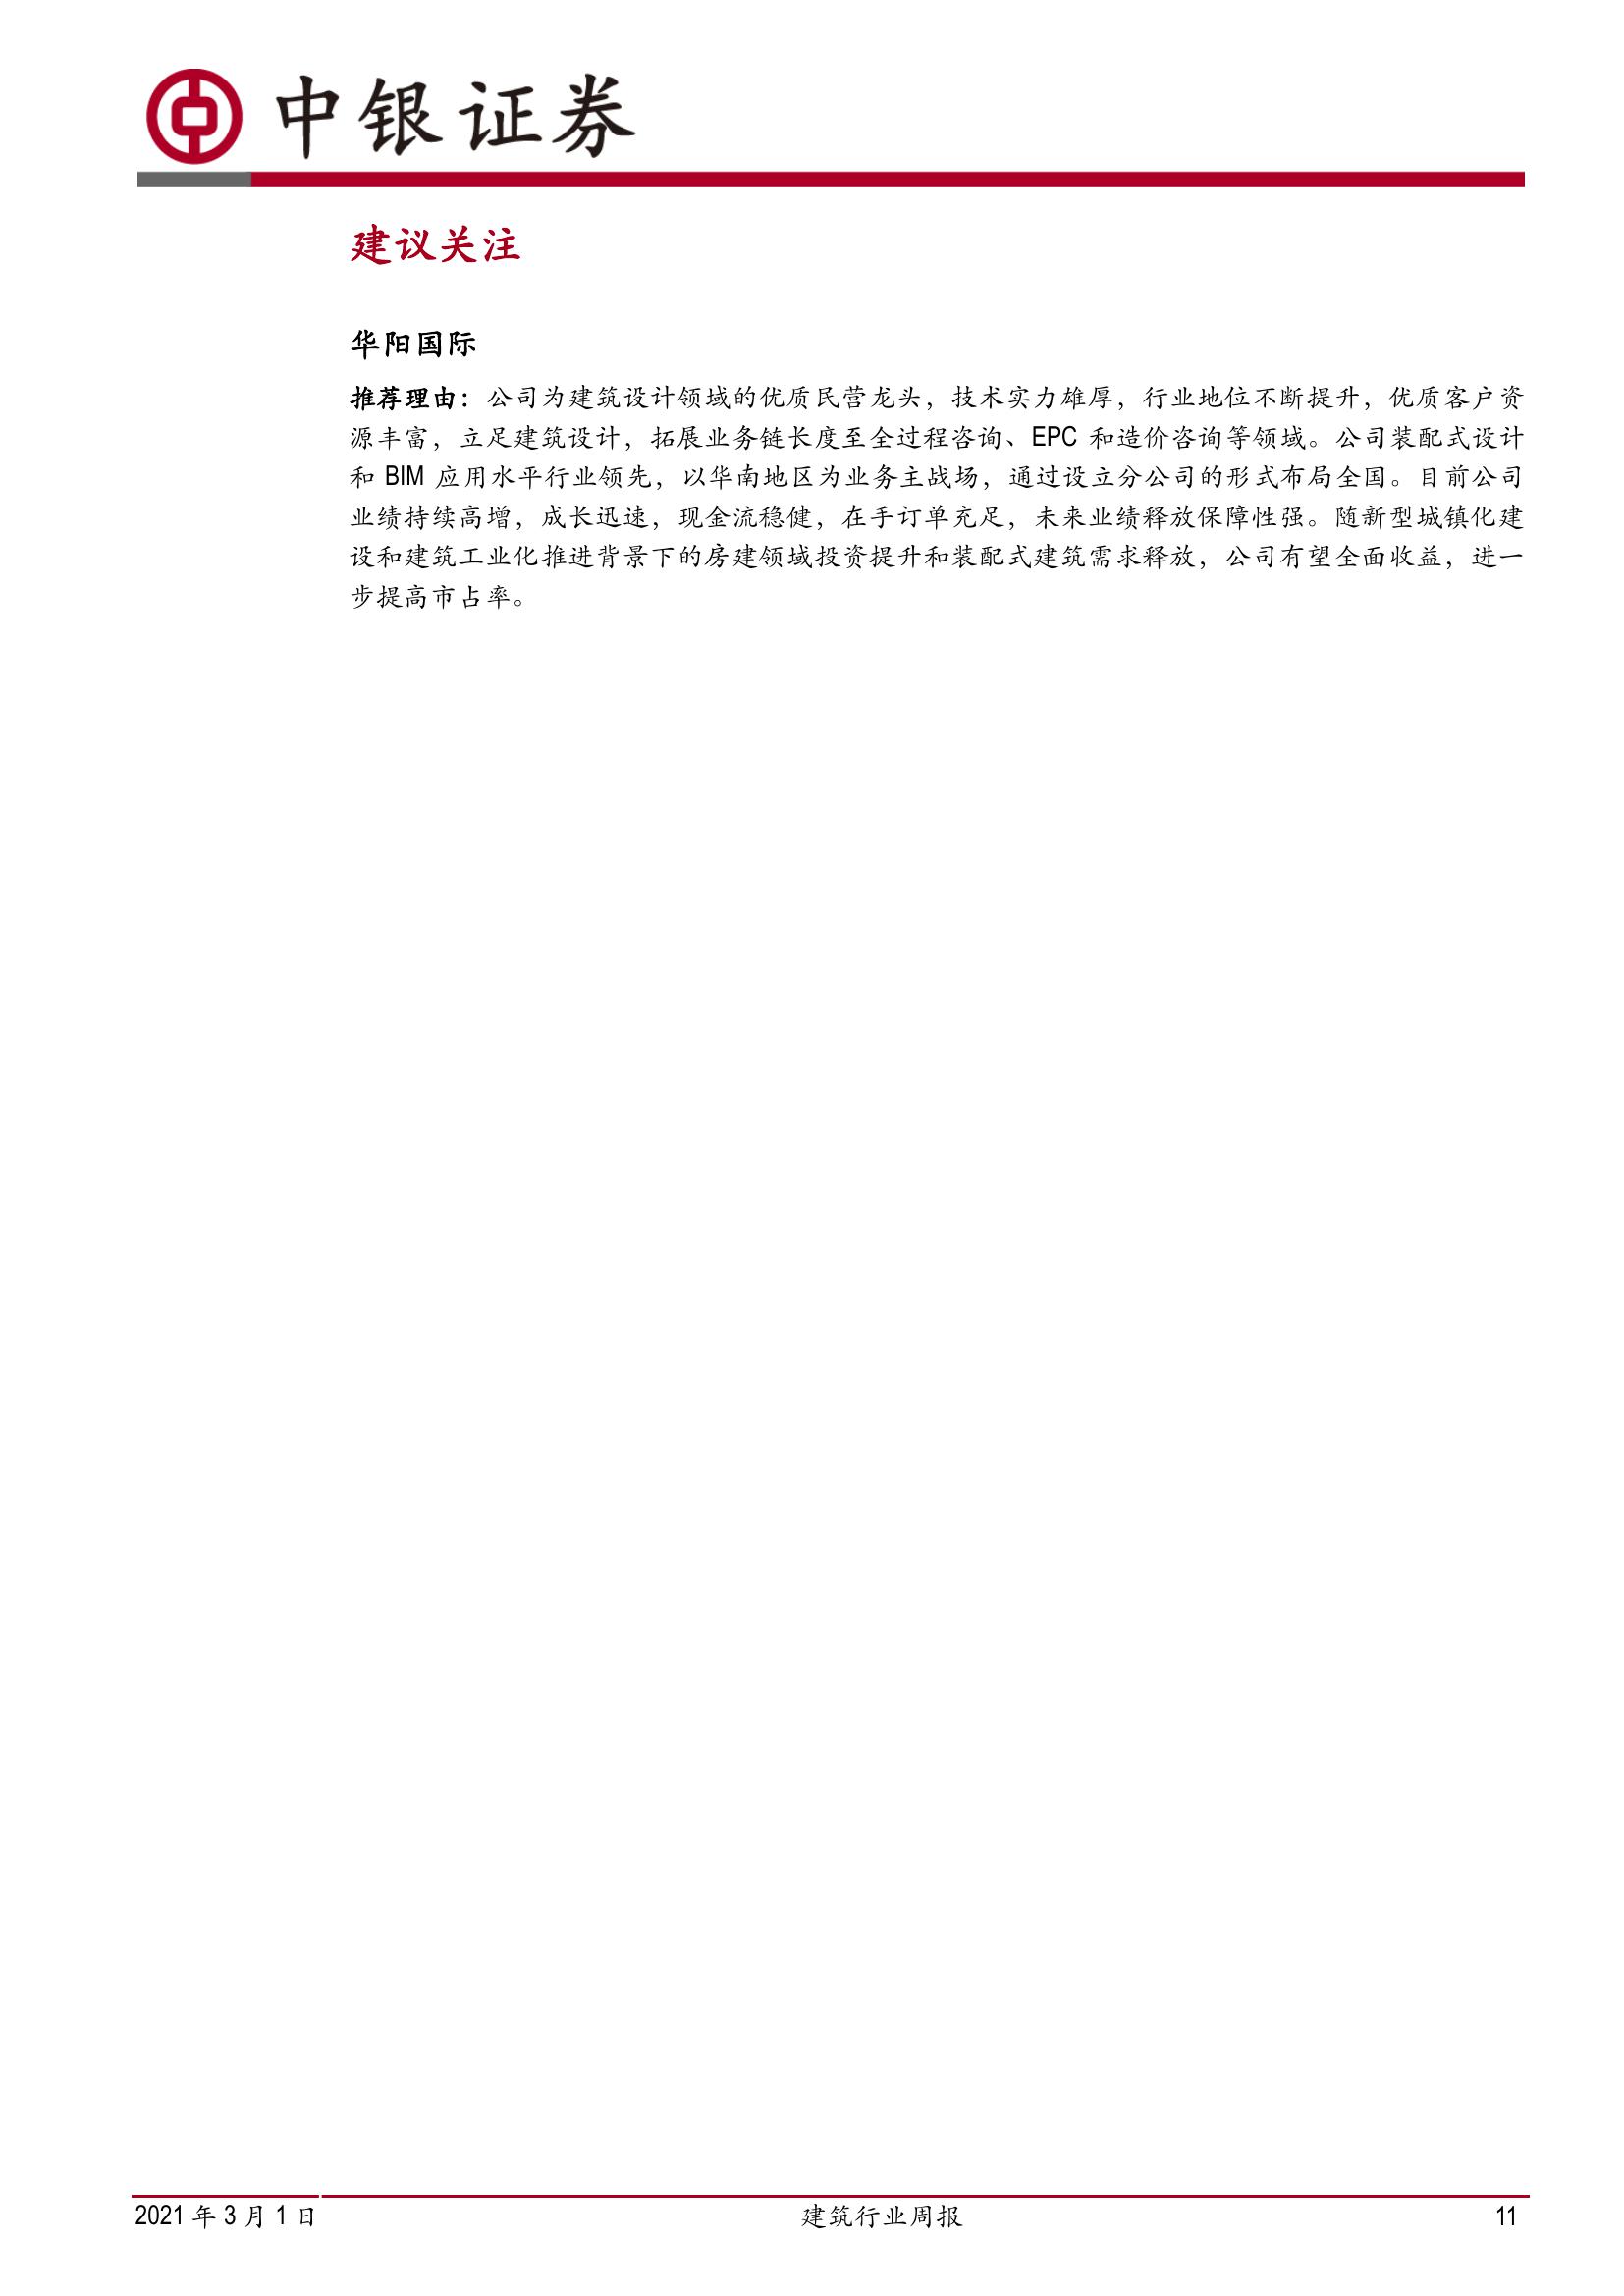 中银证券
建议关注
华阳国际
推荐理由：公司为建筑设计领域的优质民营龙头，技术实力雄厚，行业地位不断提升，优质客户资
源丰富，立足建筑设计，拓展业务链长度至全过程咨询、EPC 和造价咨询等领域。公司装配式设计
和 BIM 应用水平行业领先，以华南地区为业务主战场，通过设立分公司的形式布局全国。目前公司
业绩持续高增，成长迅速，现金流稳健，在手订单充足，未来业绩释放保障性强。随新型城镇化建
设和建筑工业化推进背景下的房建领域投资提升和装配式建筑需求释放，公司有望全面收益，进一
步提高市占率。
2021 年 3 月 1 日 建筑行业周报 11